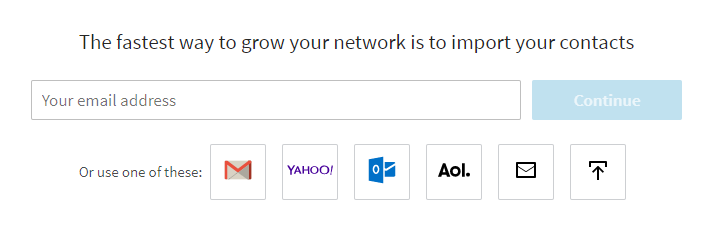 The fastest way to grow your network is to import your contacts
Your email address
Continue
Or use one of these:
YAHOO!
Aol.